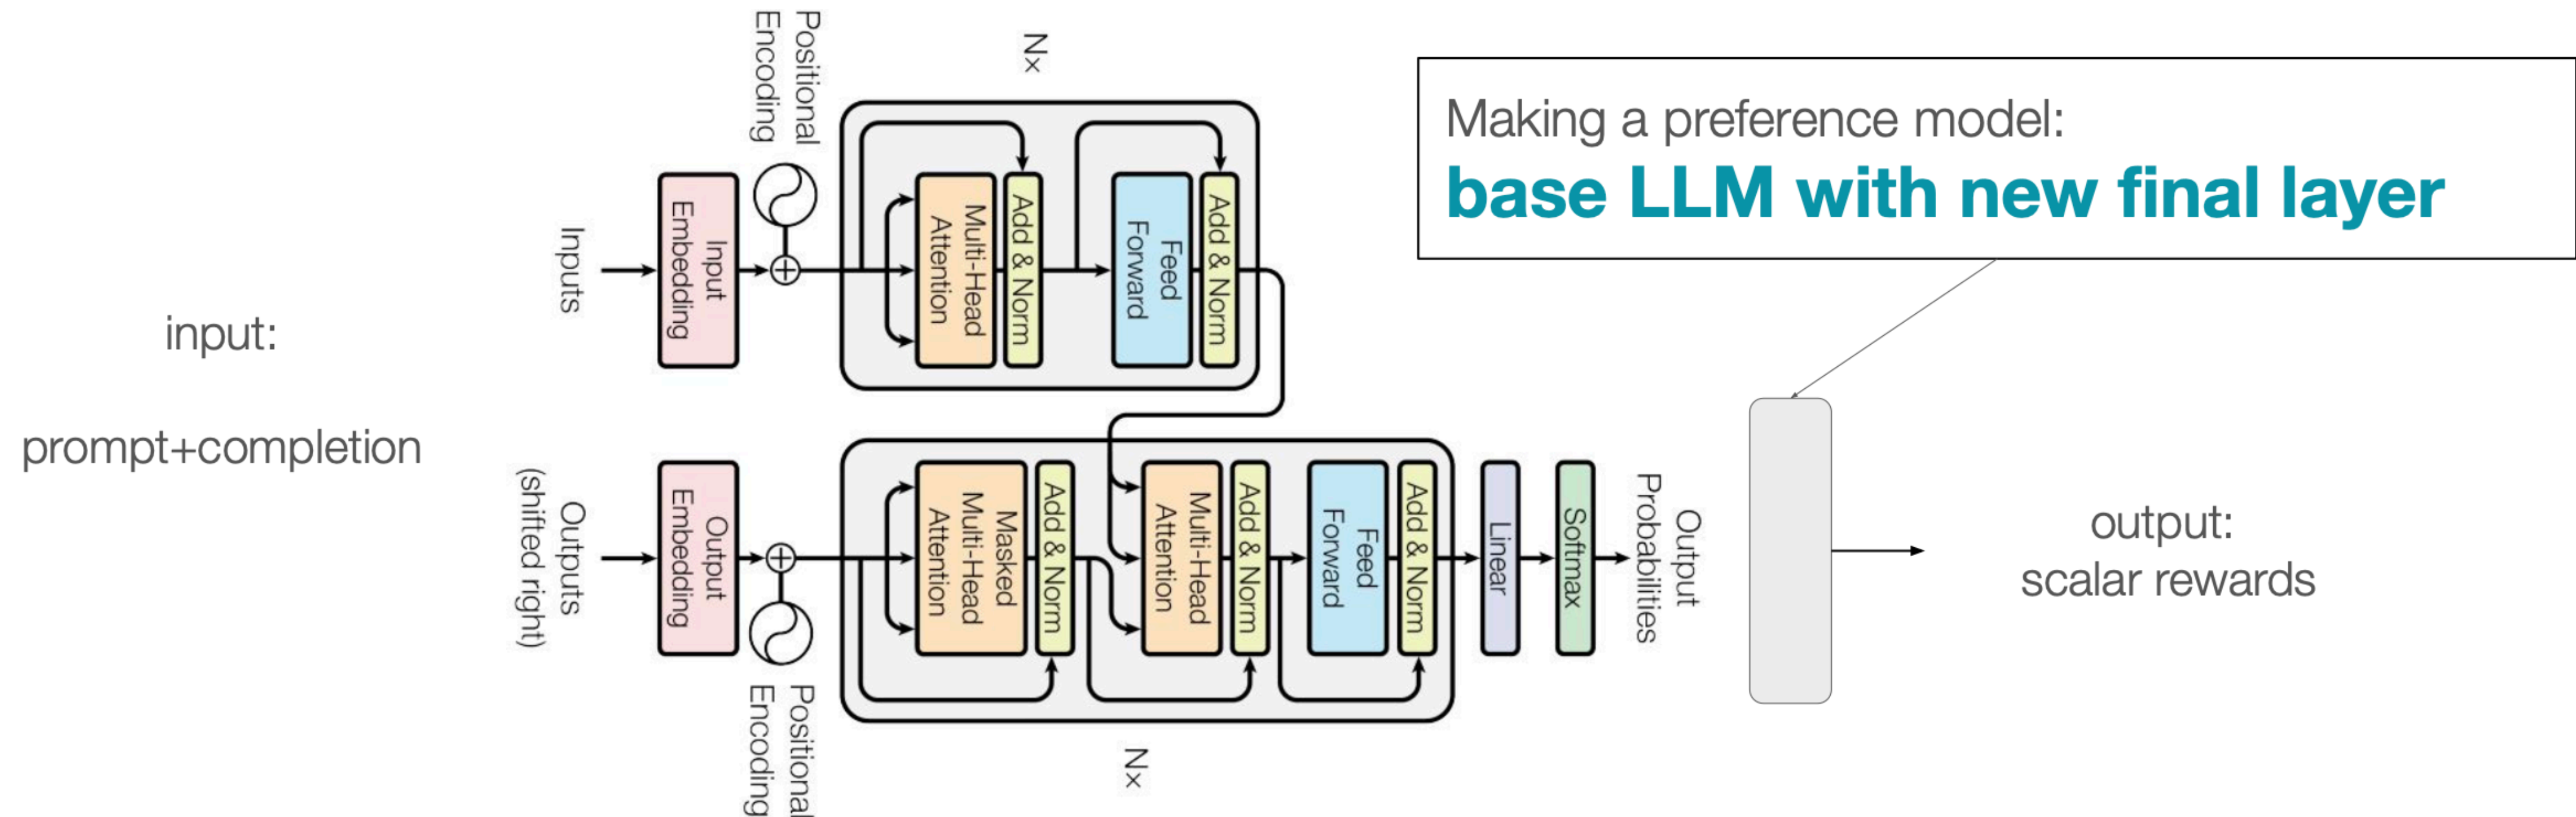 input:
prompt+completion
Inputs
Input
Embedding
Positional
Encoding
Nx
Multi-Head
Attention
Add & Norm
Feed
Forward
Add & Norm
Outputs
(shifted right)
Output
Embedding
Positional
Encoding
Nx
Masked
Multi-Head
Attention
Add & Norm
Multi-Head
Attention
Add & Norm
Feed
Forward
Add & Norm
Linear
Softmax
Output
Probabilities
Making a preference model:
base LLM with new final layer
output:
scalar rewards